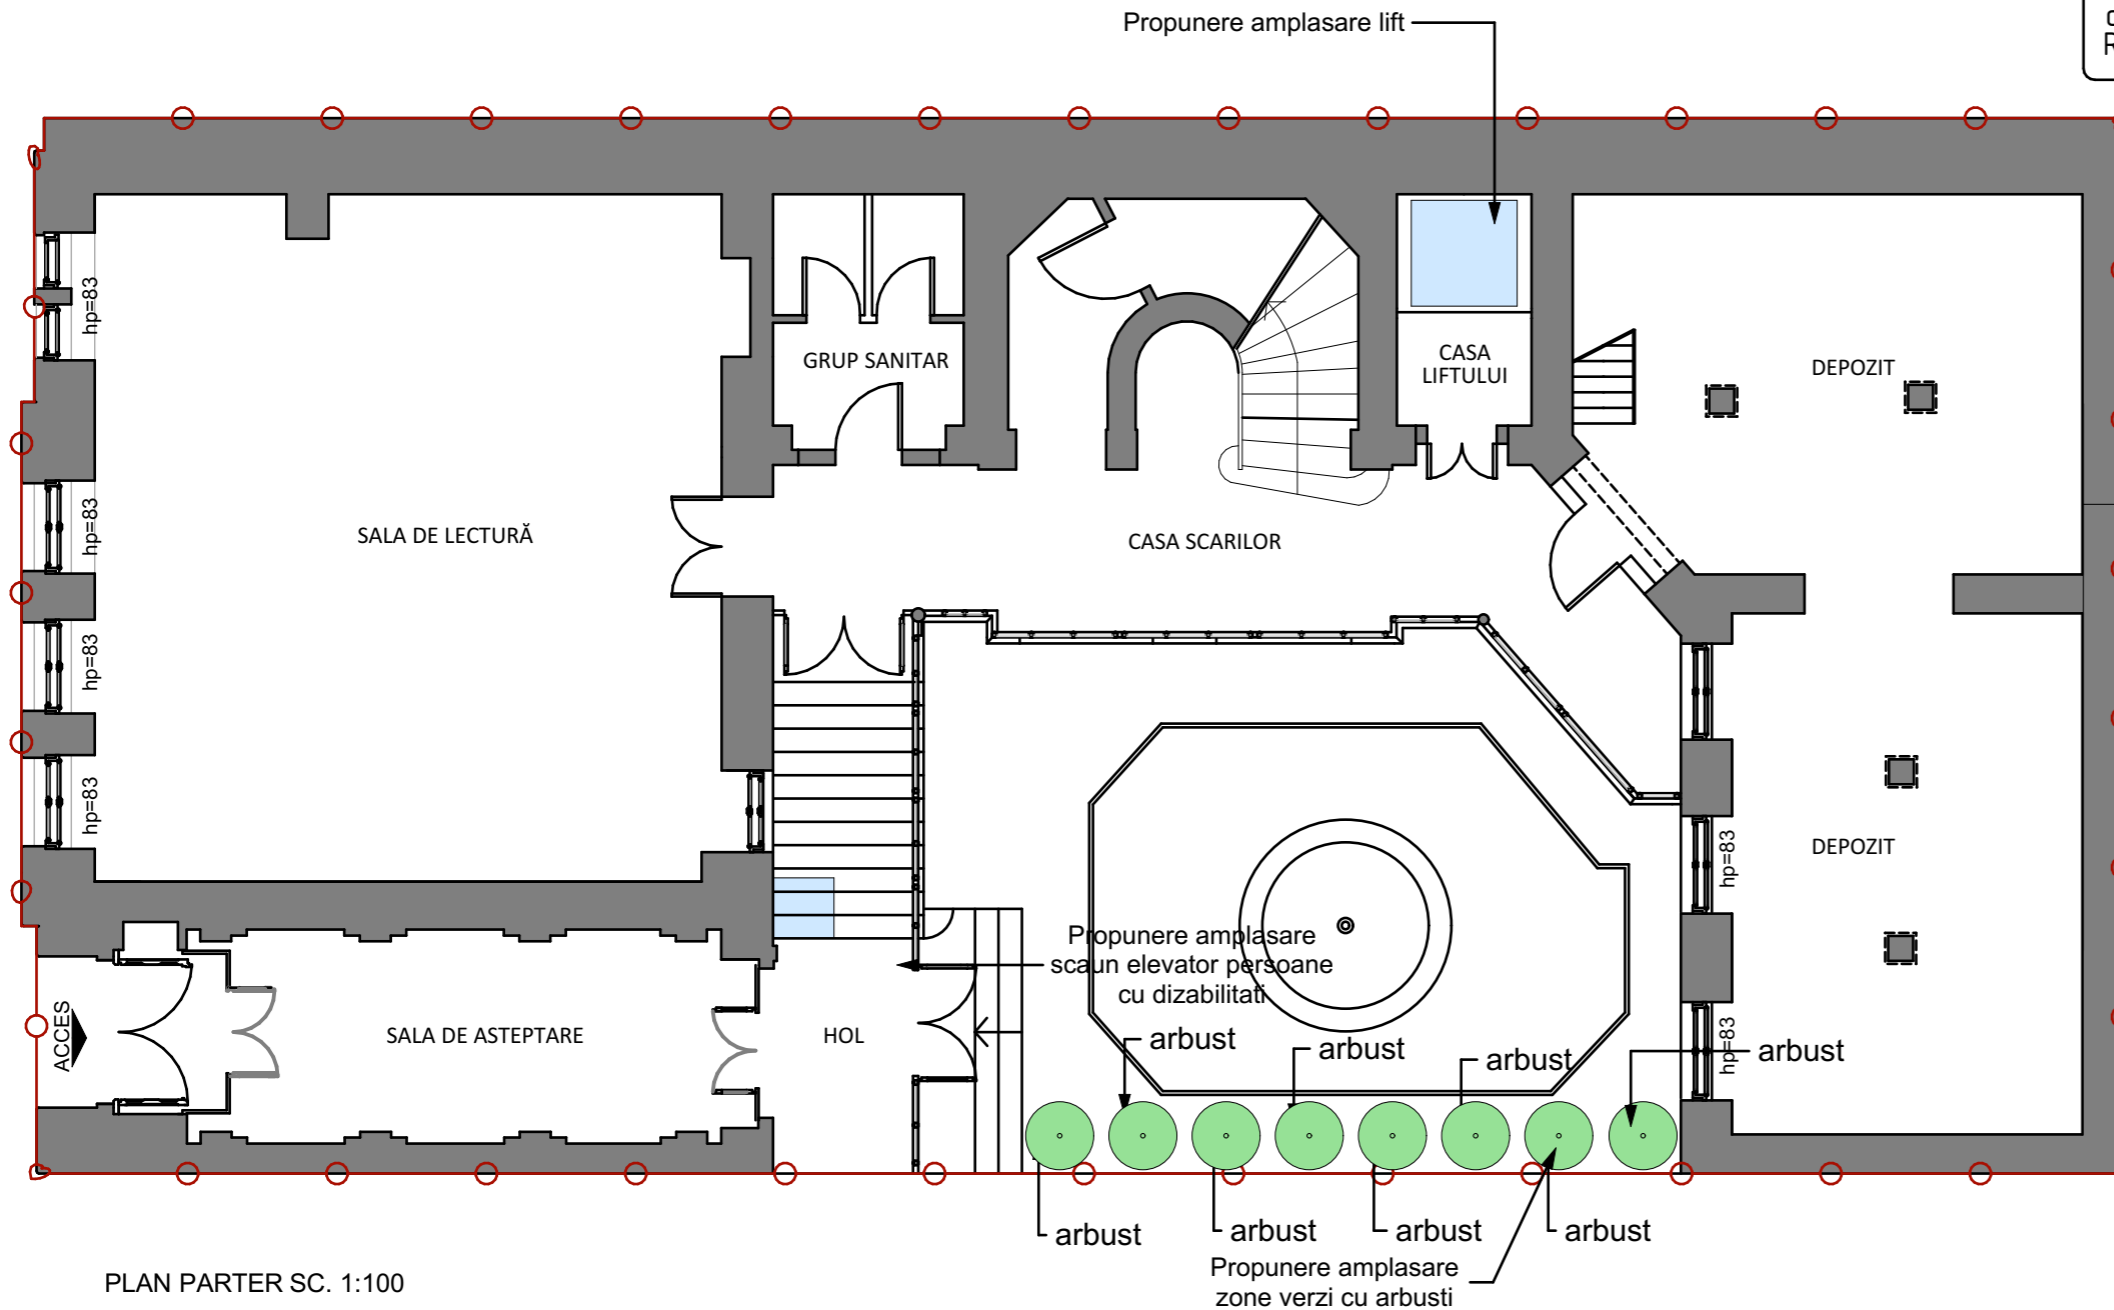 Propunere amplasare lift
R
hp=83
GRUP SANITAR
CASA
LIFTULUI
DEPOZIT
hp=83
SALA DE LECTURĂ
CASA SCARILOR
hp=83
hp=83
DEPOZIT
hp=83
Propunere amplasare
scaun elevator persoane
cu dizabilitati
ACCES
SALA DE ASTEPTARE
HOL
arbust
arbust
arbust
hp=83
arbust
arbust
arbust
arbust
arbust
Propunere amplasare
zone verzi cu arbusti
PLAN PARTER SC. 1:100